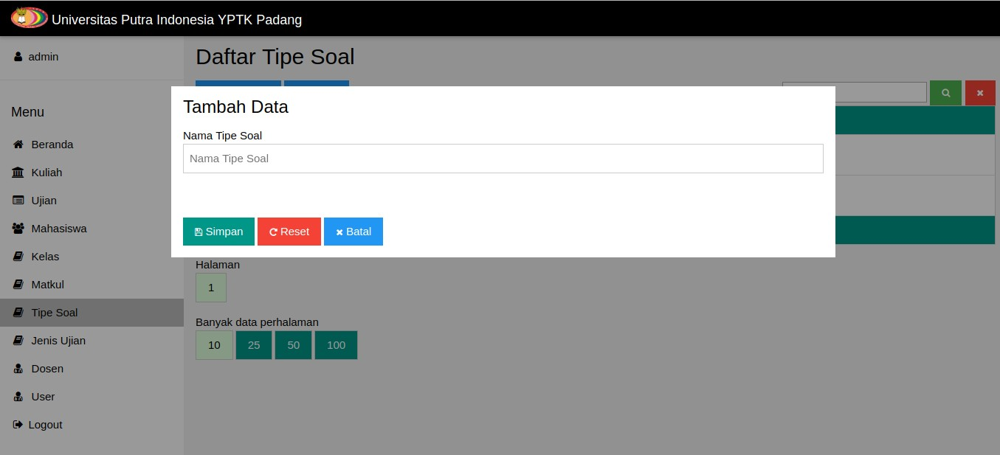 Universitas Putra Indonesia YPTK Padang
admin
Menu
Beranda
Kuliah
Ujian
Mahasiswa
Kelas
Matkul
Tipe Soal
Jenis Ujian
Dosen
User
Logout
Daftar Tipe Soal
Tambah Data
Nama Tipe Soal
Nama Tipe Soal
Simpan Reset Batal
Halaman
1
Banyak data perhalaman
10 25 50 100